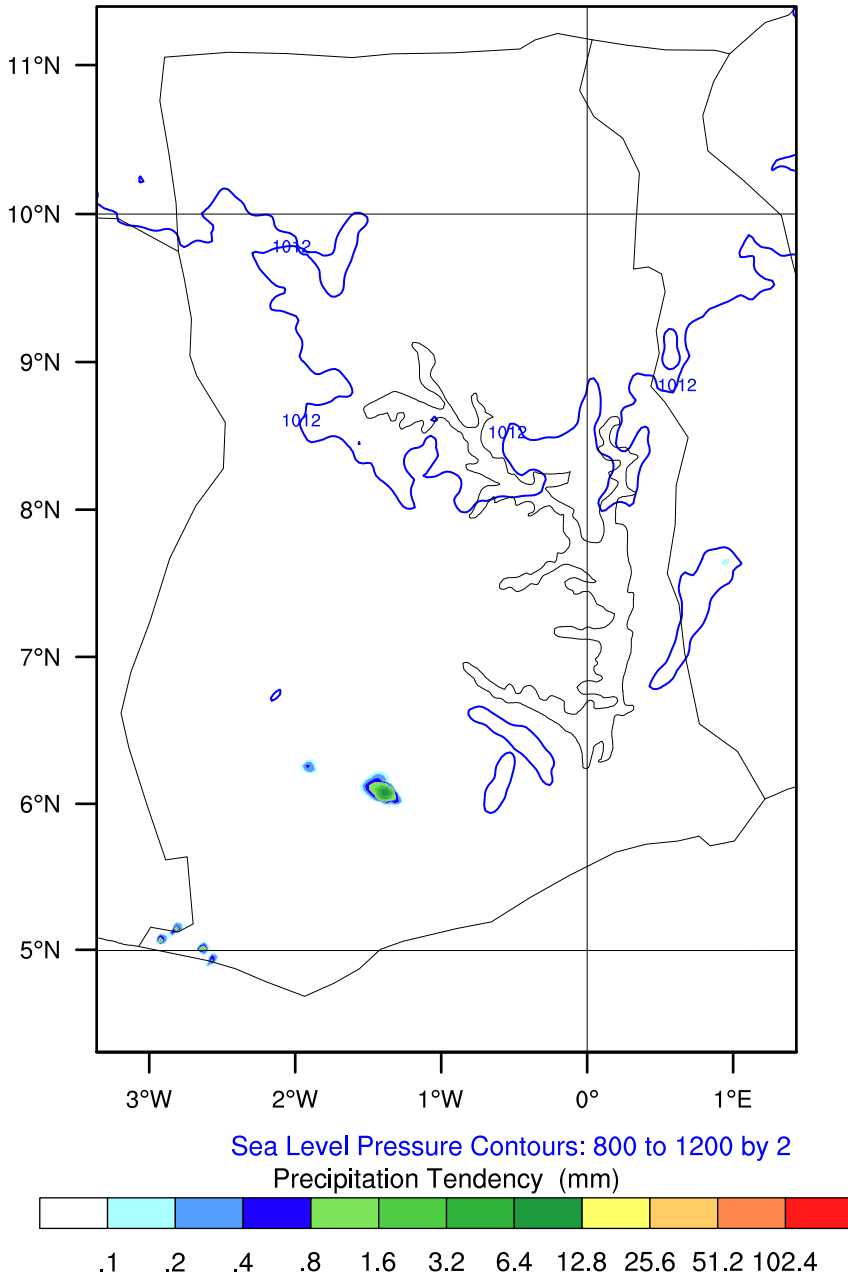 11°N
10°N
1012
9°N
1012
1012
1012
8°N
7°N
6°N
5°N
3°W 2°W 1°W 0° 1°E
Sea Level Pressure Contours: 800 to 1200 by 2
Precipitation Tendency (mm)
.1 .2 .4 .8 1.6 3.2 6.4 12.8 25.6 51.2 102.4